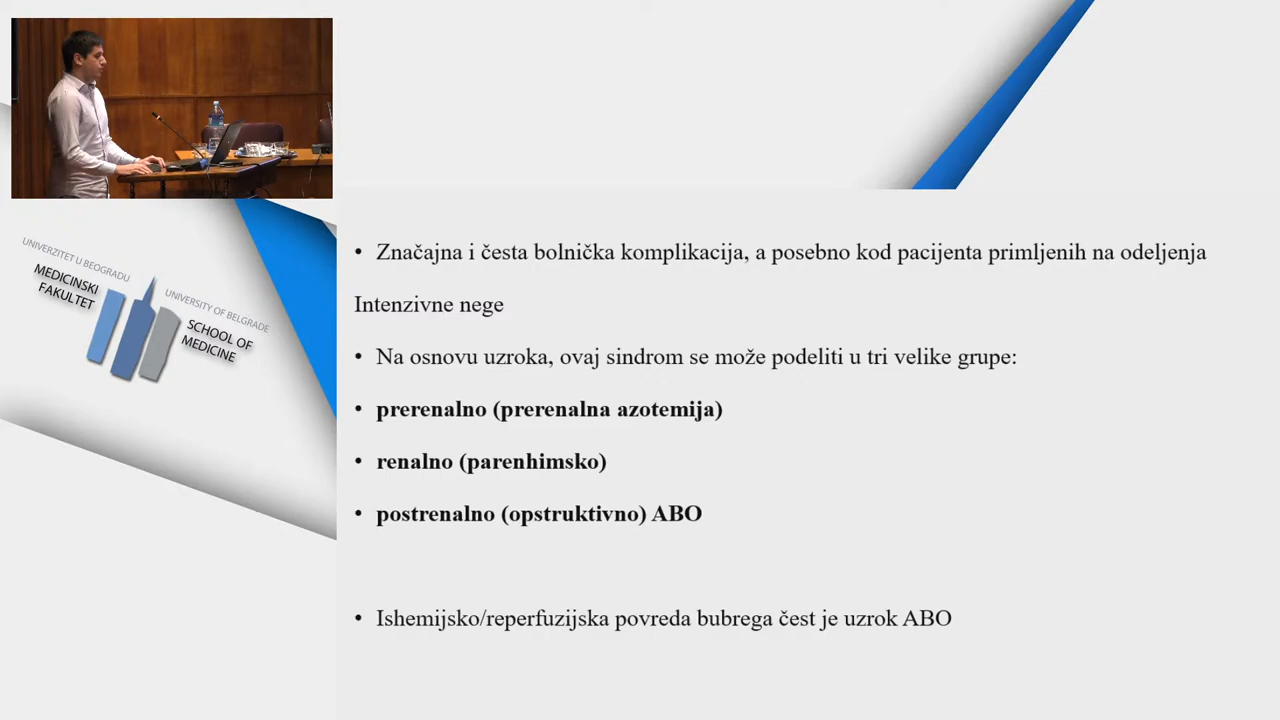 UNIVERZITET U BEOGRADU
MEDICINSKI
FAKULTET
UNIVERSITY OF BELGRADE
SCHOOL OF
MEDICINE
• Značajna i česta bolnička komplikacija, a posebno kod pacijenta primljenih na odeljenja
Intenzivne nege
• Na osnovu uzroka, ovaj sindrom se može podeliti u tri velike grupe:
• prerenalno (prerenalna azotemija)
• renalno (parenhimsko)
• postrenalno (opstruktivno) ABO
• Ishemijsko/reperfuzijska povreda bubrega čest je uzrok ABO